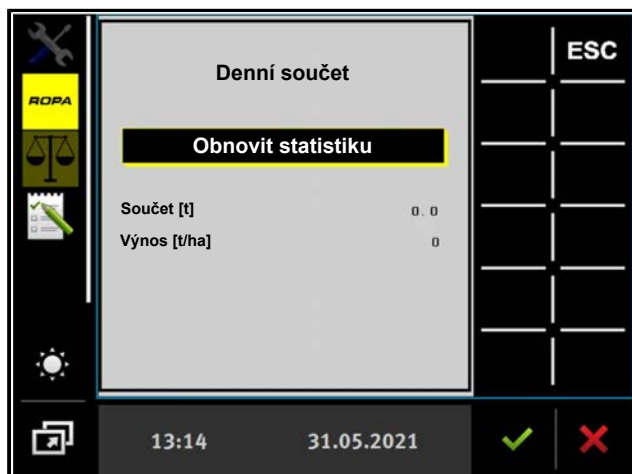 ESC
Denní součet
ROPA
Obnovit statistiku
Součet [t] 0.0
Výnos [t/ha] 0
13:14 31.05.2021